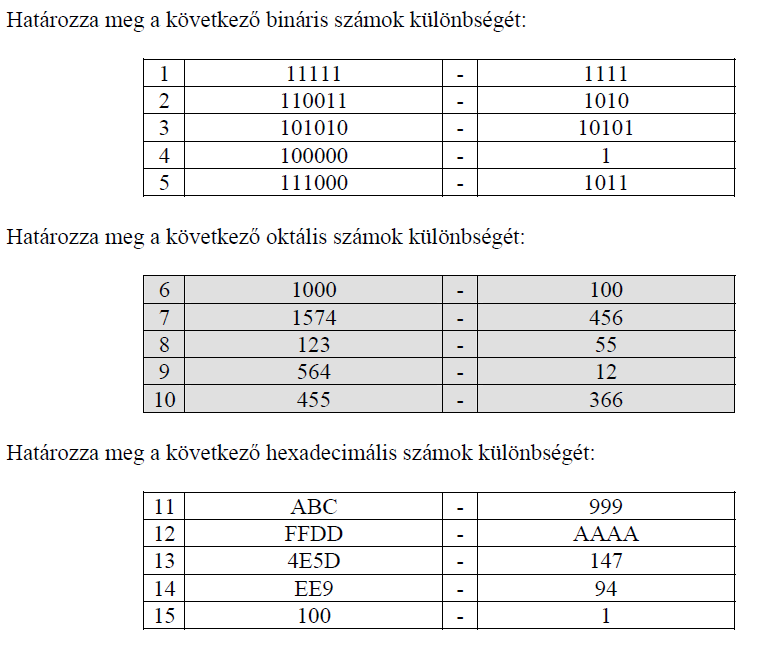 Határozza meg a következő bináris számok különbségét:
1 11111 - 1111
2 110011 - 1010
3 101010 - 10101
4 100000 - 1
5 111000 - 1011
Határozza meg a következő oktális számok különbségét:
6 1000 - 100
7 1574 - 456
8 123 - 55
9 564 - 12
10 455 - 366
Határozza meg a következő hexadecimális számok különbségét:
11 ABC - 999
12 FFDD - AAAA
13 4E5D - 147
14 EE9 - 94
15 100 - 1